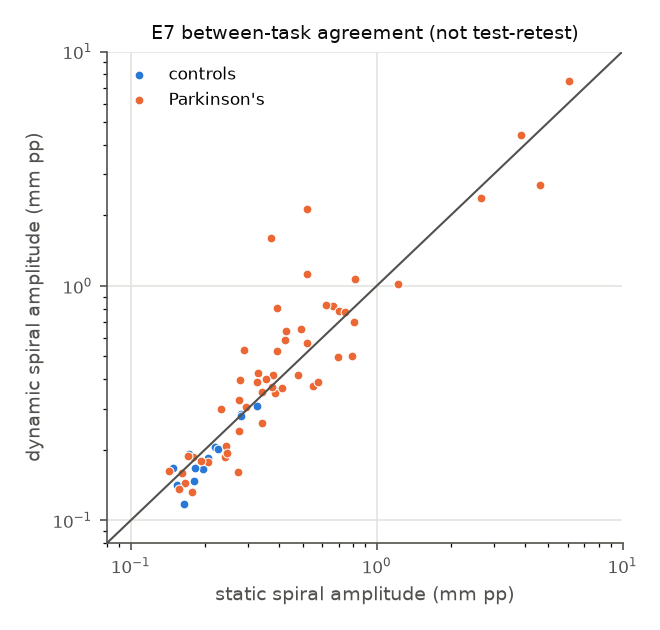 E7 between-task agreement (not test-retest)
controls
Parkinson's
dynamic spiral amplitude (mm pp)
10¹
10⁰
10⁻¹
10⁻¹
10⁰
10¹
static spiral amplitude (mm pp)